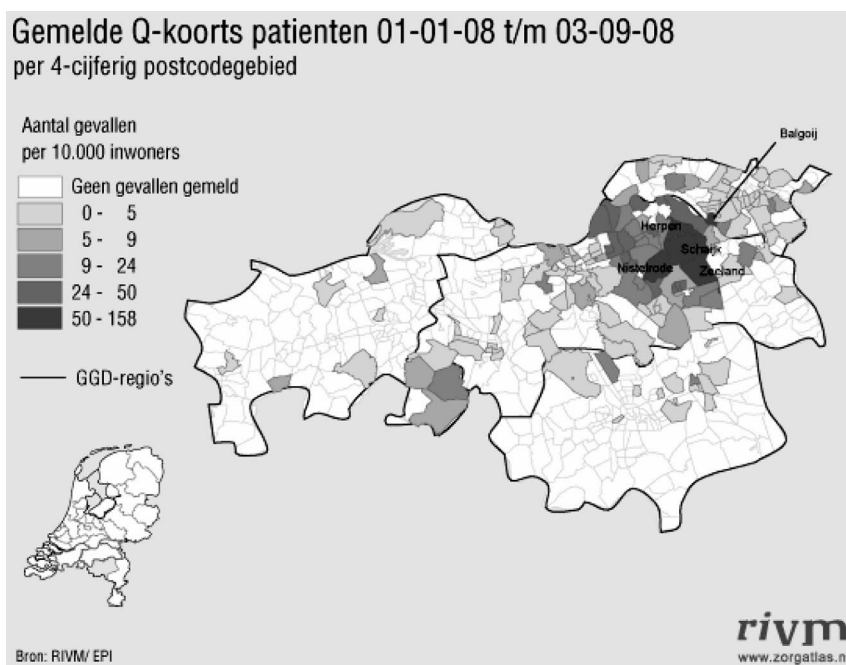 Gemelde Q-koorts patienten 01-01-08 t/m 03-09-08
per 4-cijferig postcodegebied
Aantal gevallen
per 10.000 inwoners
Geen gevallen gemeld
0 - 5
5 - 9
9 - 24
24 - 50
50 - 158
GGD-regio's
Balgoij
Herpen
Schaijk
Nistelrode
Zeeland
Bron: RIVM/ EPI
rivm
www.zorgatlas.n